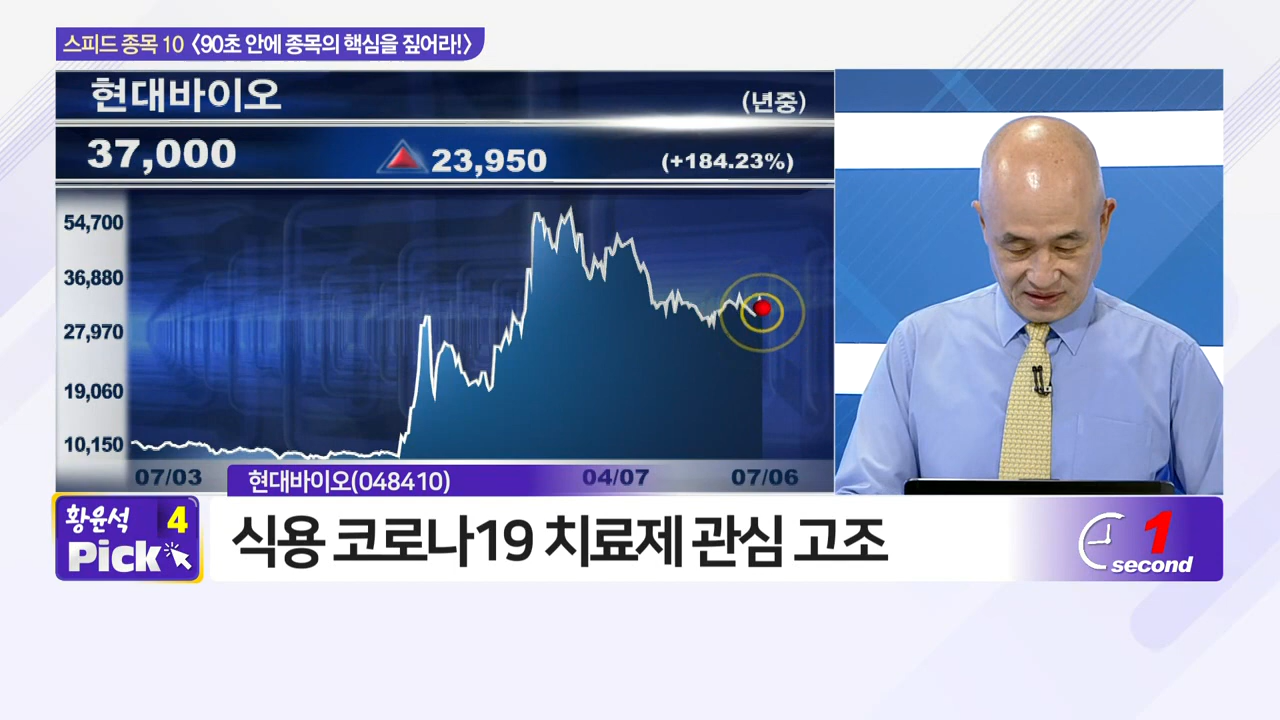 스피드 종목 10 <90초 안에 종목의 핵심을 짚어라!>
현대바이오
(년중)
37,000
23,950
(+184.23%)
54,700
36,880
27,970
19,060
10,150
07/03
04/07
07/06
현대바이오(048410)
황윤석
4
Pick
식용 코로나19 치료제 관심 고조
1
second